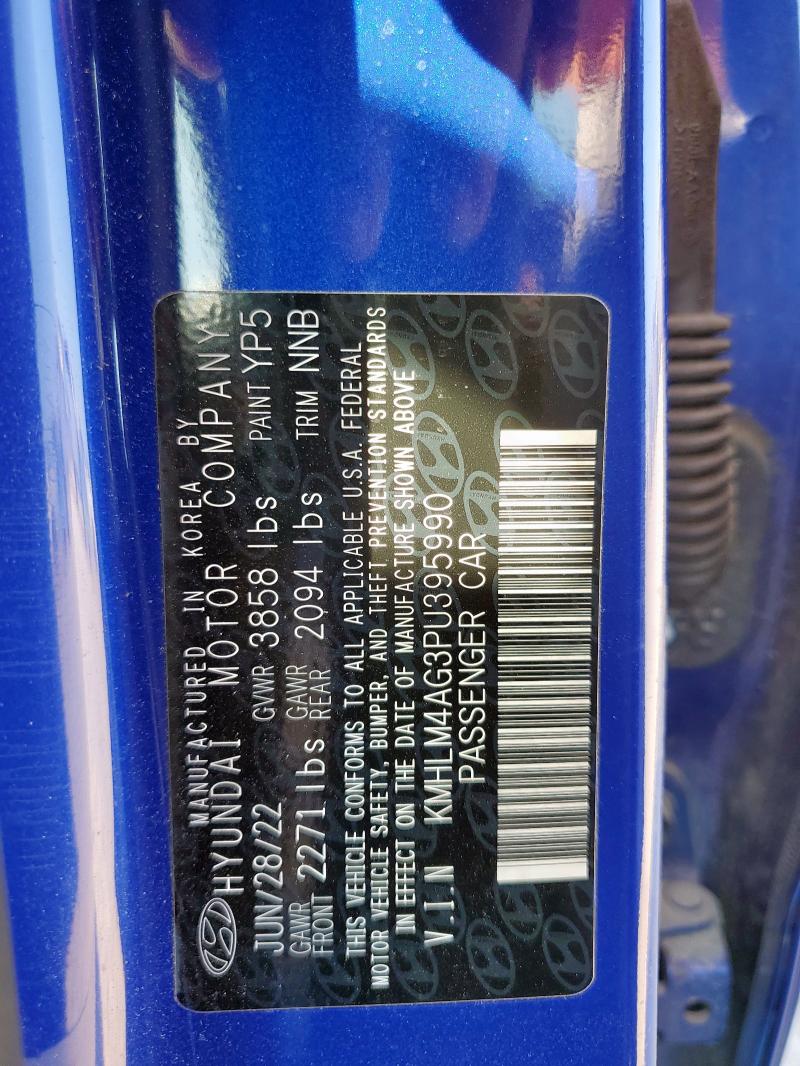 MANUFACTURED IN KOREA BY
HYUNDAI MOTOR COMPANY
JUN/28/22 GVWR 3858 lbs PAINT YP5
GAWR FRONT 2271 lbs GAWR REAR 2094 lbs TRIM NNB
THIS VEHICLE CONFORMS TO ALL APPLICABLE U.S.A. FEDERAL
MOTOR VEHICLE SAFETY, BUMPER, AND THEFT PREVENTION STANDARDS
IN EFFECT ON THE DATE OF MANUFACTURE SHOWN ABOVE
V.I.N KMHLM4AG3PU395990
PASSENGER CAR